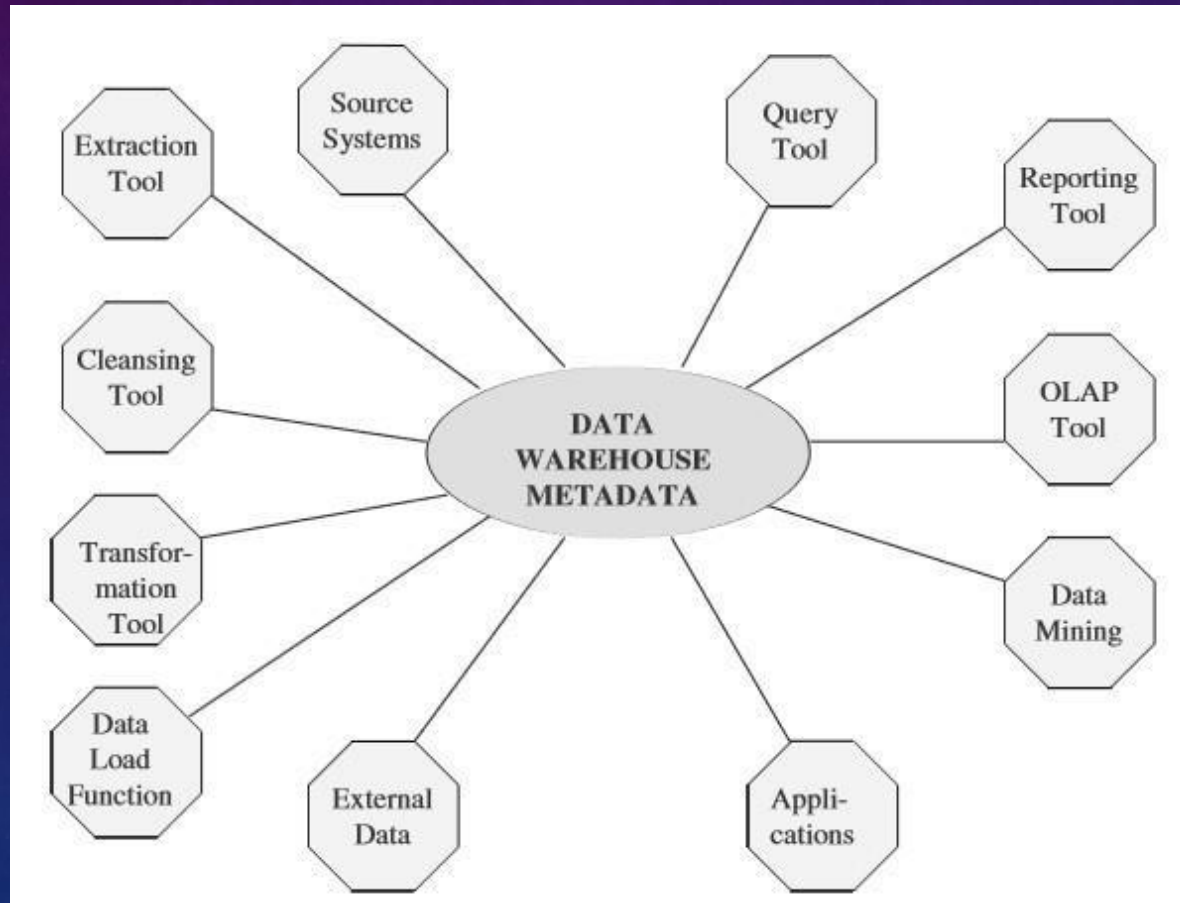 Source
Systems
Query
Tool
Extraction
Tool
Reporting
Tool
Cleansing
Tool
OLAP
Tool
DATA
WAREHOUSE
METADATA
Transfor-
mation
Tool
Data
Mining
Data
Load
Function
External
Data
Appli-
cations